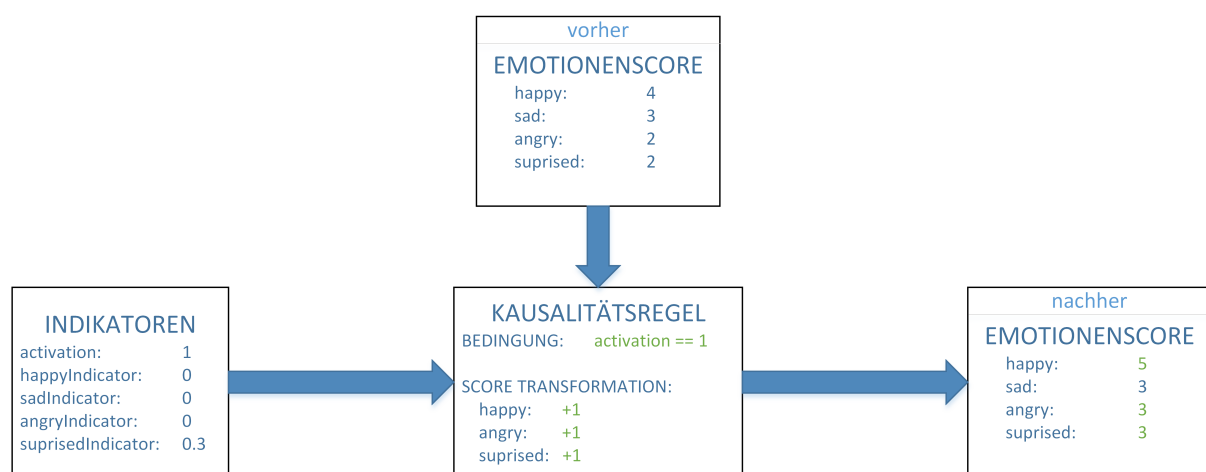 vorher
EMOTIONENSCORE
happy: 4
sad: 3
angry: 2
suprised: 2
INDIKATOREN
activation: 1
happyIndicator: 0
sadIndicator: 0
angryIndicator: 0
suprisedIndicator: 0.3
KAUSALITÄTSREGEL
BEDINGUNG: activation == 1
SCORE TRANSFORMATION:
happy: +1
angry: +1
suprised: +1
nachher
EMOTIONENSCORE
happy: 5
sad: 3
angry: 3
suprised: 3